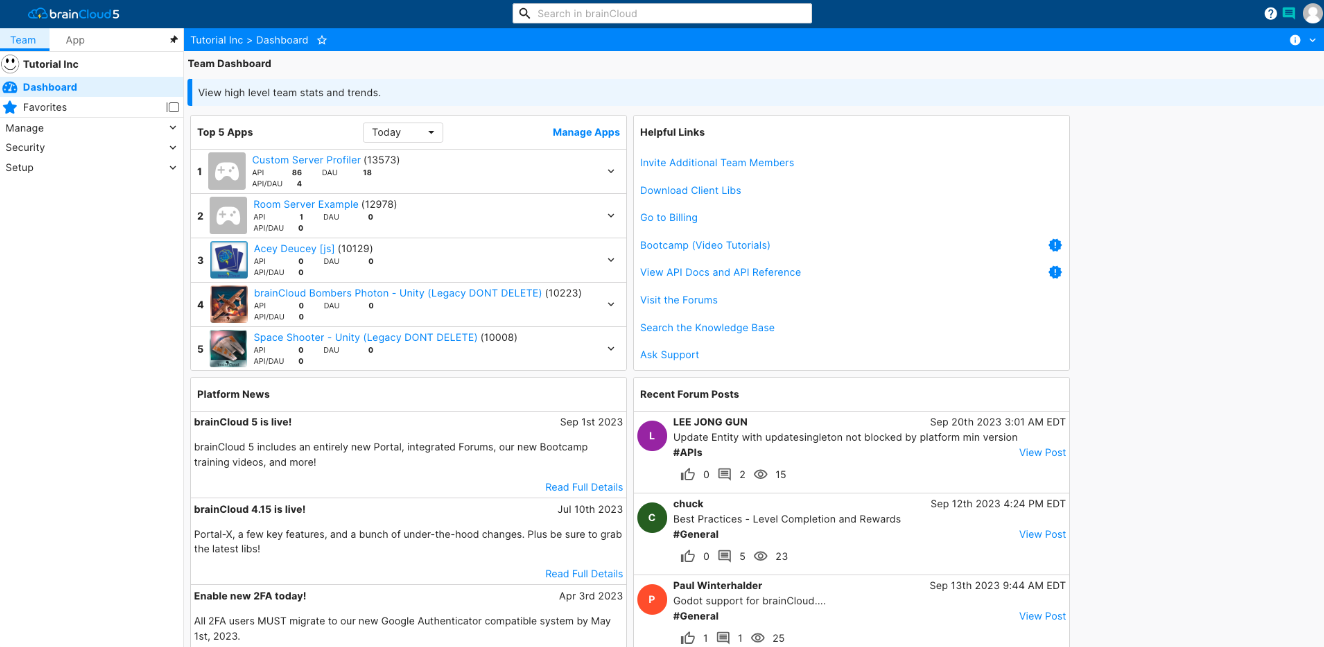 brainCloud5
Search in brainCloud
Team
App
Tutorial Inc > Dashboard
Tutorial Inc
Dashboard
Favorites
Manage
Security
Setup
Team Dashboard
View high level team stats and trends.
Top 5 Apps
Today
Manage Apps
1
Custom Server Profiler (13573)
API 86 DAU 18
API/DAU 4
2
Room Server Example (12978)
API 1 DAU 0
API/DAU 0
3
Acey Deucey [js] (10129)
API 0 DAU 0
API/DAU 0
4
brainCloud Bombers Photon - Unity (Legacy DONT DELETE) (10223)
API 0 DAU 0
API/DAU 0
5
Space Shooter - Unity (Legacy DONT DELETE) (10008)
API 0 DAU 0
API/DAU 0
Helpful Links
Invite Additional Team Members
Download Client Libs
Go to Billing
Bootcamp (Video Tutorials)
View API Docs and API Reference
Visit the Forums
Search the Knowledge Base
Ask Support
Platform News
brainCloud 5 is live! Sep 1st 2023
brainCloud 5 includes an entirely new Portal, integrated Forums, our new Bootcamp
training videos, and more!
Read Full Details
brainCloud 4.15 is live! Jul 10th 2023
Portal-X, a few key features, and a bunch of under-the-hood changes. Plus be sure to grab
the latest libs!
Read Full Details
Enable new 2FA today! Apr 3rd 2023
All 2FA users MUST migrate to our new Google Authenticator compatible system by May
1st, 2023.
Recent Forum Posts
L
LEE JONG GUN Sep 20th 2023 3:01 AM EDT
Update Entity with updatesingleton not blocked by platform min version
#APIs View Post
0 2 15
C
chuck Sep 12th 2023 4:24 PM EDT
Best Practices - Level Completion and Rewards
#General View Post
0 5 23
P
Paul Winterhalder Sep 13th 2023 9:44 AM EDT
Godot support for brainCloud....
#General View Post
1 1 25